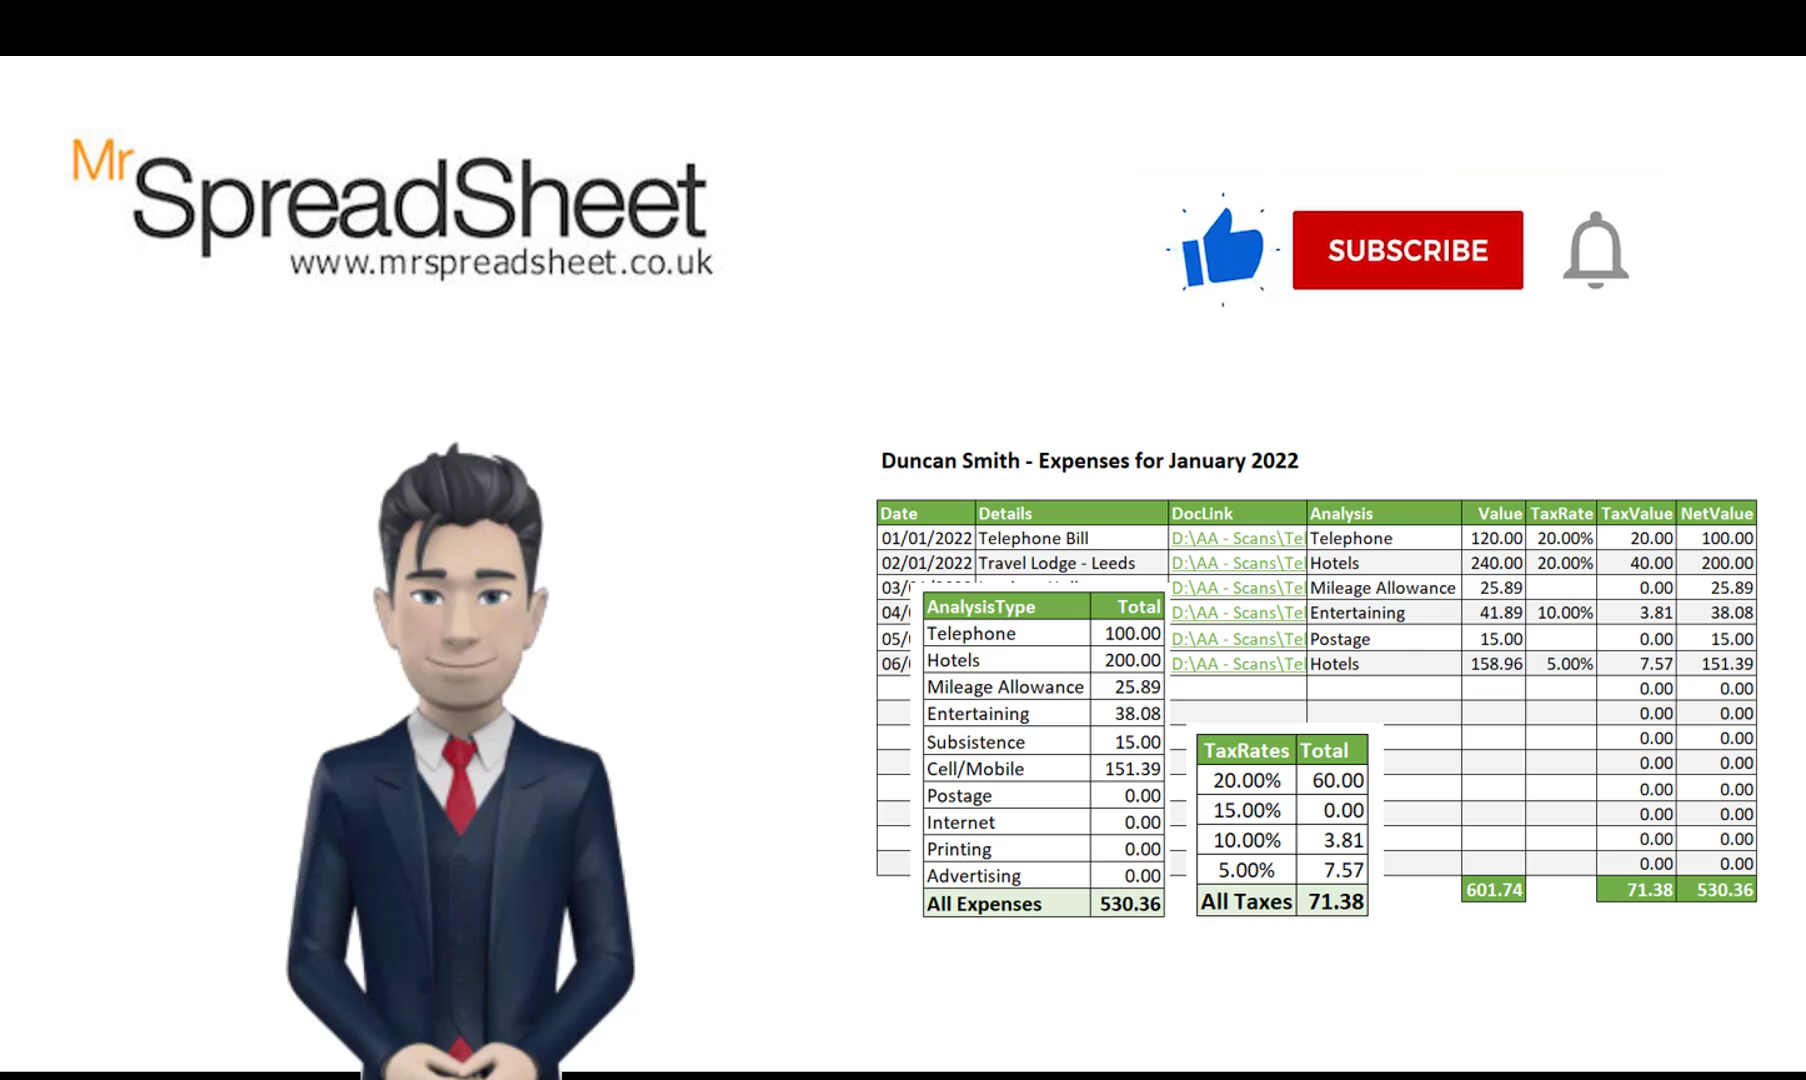 Mr
SpreadSheet
www.mrspreadsheet.co.uk
SUBSCRIBE
Duncan Smith - Expenses for January 2022
Date Details DocLink Analysis Value TaxRate TaxValue NetValue
01/01/2022 Telephone Bill D:\AA - Scans\Tel Telephone 120.00 20.00% 20.00 100.00
02/01/2022 Travel Lodge - Leeds D:\AA - Scans\Tel Hotels 240.00 20.00% 40.00 200.00
03/ D:\AA - Scans\Tel Mileage Allowance 25.89 0.00 25.89
04/ D:\AA - Scans\Tel Entertaining 41.89 10.00% 3.81 38.08
05/ D:\AA - Scans\Tel Postage 15.00 0.00 15.00
06/ D:\AA - Scans\Tel Hotels 158.96 5.00% 7.57 151.39
0.00 0.00
0.00 0.00
0.00 0.00
0.00 0.00
0.00 0.00
0.00 0.00
0.00 0.00
0.00 0.00
601.74 71.38 530.36
AnalysisType Total
Telephone 100.00
Hotels 200.00
Mileage Allowance 25.89
Entertaining 38.08
Subsistence 15.00
Cell/Mobile 151.39
Postage 0.00
Internet 0.00
Printing 0.00
Advertising 0.00
All Expenses 530.36
TaxRates Total
20.00% 60.00
15.00% 0.00
10.00% 3.81
5.00% 7.57
All Taxes 71.38